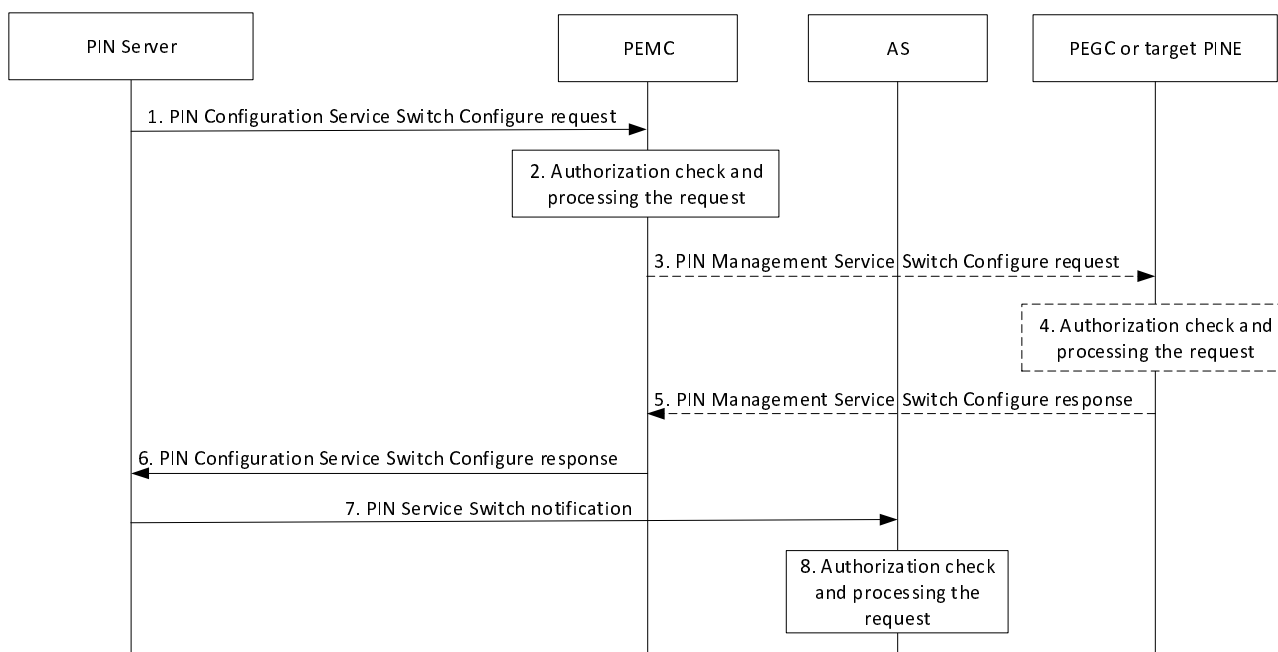 PIN Server
PEMC
AS
PEGC or target PINE
1. PIN Configuration Service Switch Configure request
2. Authorization check and
processing the request
3. PIN Management Service Switch Configure request
4. Authorization check and
processing the request
5. PIN Management Service Switch Configure response
6. PIN Configuration Service Switch Configure response
7. PIN Service Switch notification
8. Authorization check
and processing the
request